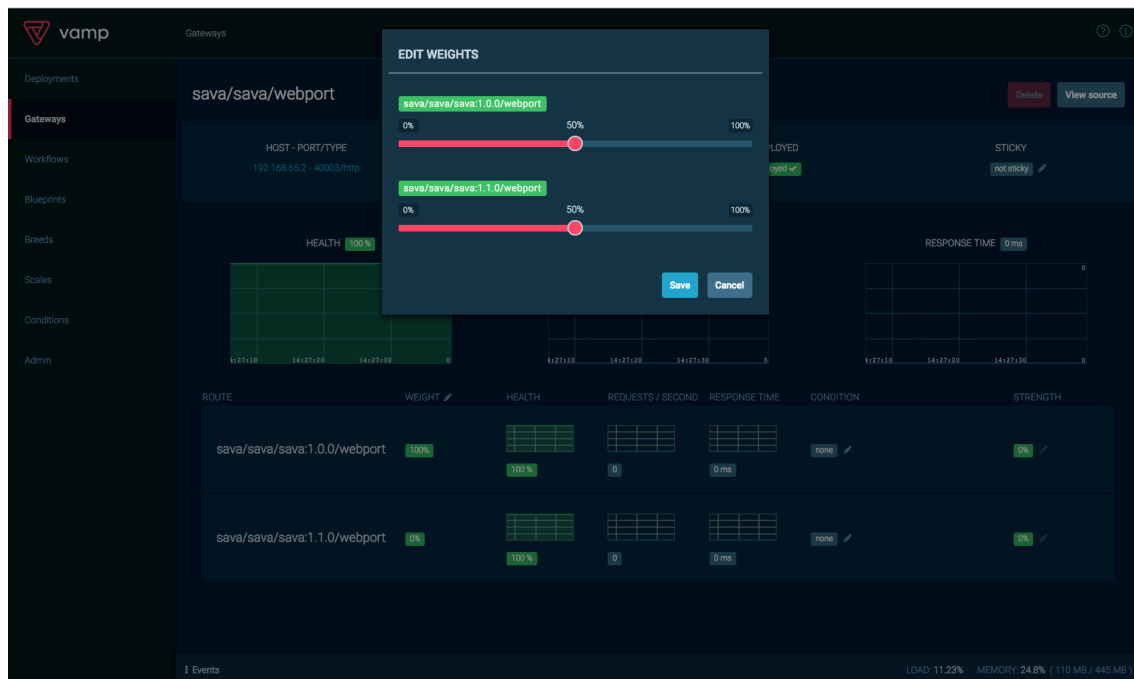 vamp
Gateways
Deployments
Gateways
Workflows
Blueprints
Breeds
Scales
Conditions
Admin
sava/sava/webport
Delete
View source
HOST - PORT/TYPE
192.168.65.2 - 40003/http
STICKY
not sticky
EDIT WEIGHTS
sava/sava/sava:1.0.0/webport
0%
50%
100%
sava/sava/sava:1.1.0/webport
0%
50%
100%
Save
Cancel
HEALTH 100 %
RESPONSE TIME 0 ms
0
14:27:20 14:27:30 0
14:27:20 14:27:30 0
14:27:20 14:27:30 0
ROUTE WEIGHT HEALTH REQUESTS / SECOND RESPONSE TIME CONDITION STRENGTH
sava/sava/sava:1.0.0/webport 100% none 0%
100 % 0 0 ms
sava/sava/sava:1.1.0/webport 0% none 0%
100 % 0 0 ms
Events
LOAD: 11.23% MEMORY: 24.8% ( 110 MB / 445 MB )